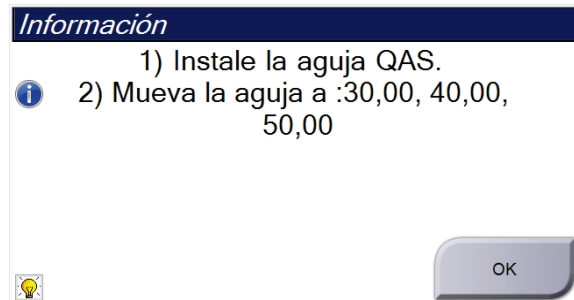 Información
1) Instale la aguja QAS.
2) Mueva la aguja a :30,00, 40,00,
50,00
OK